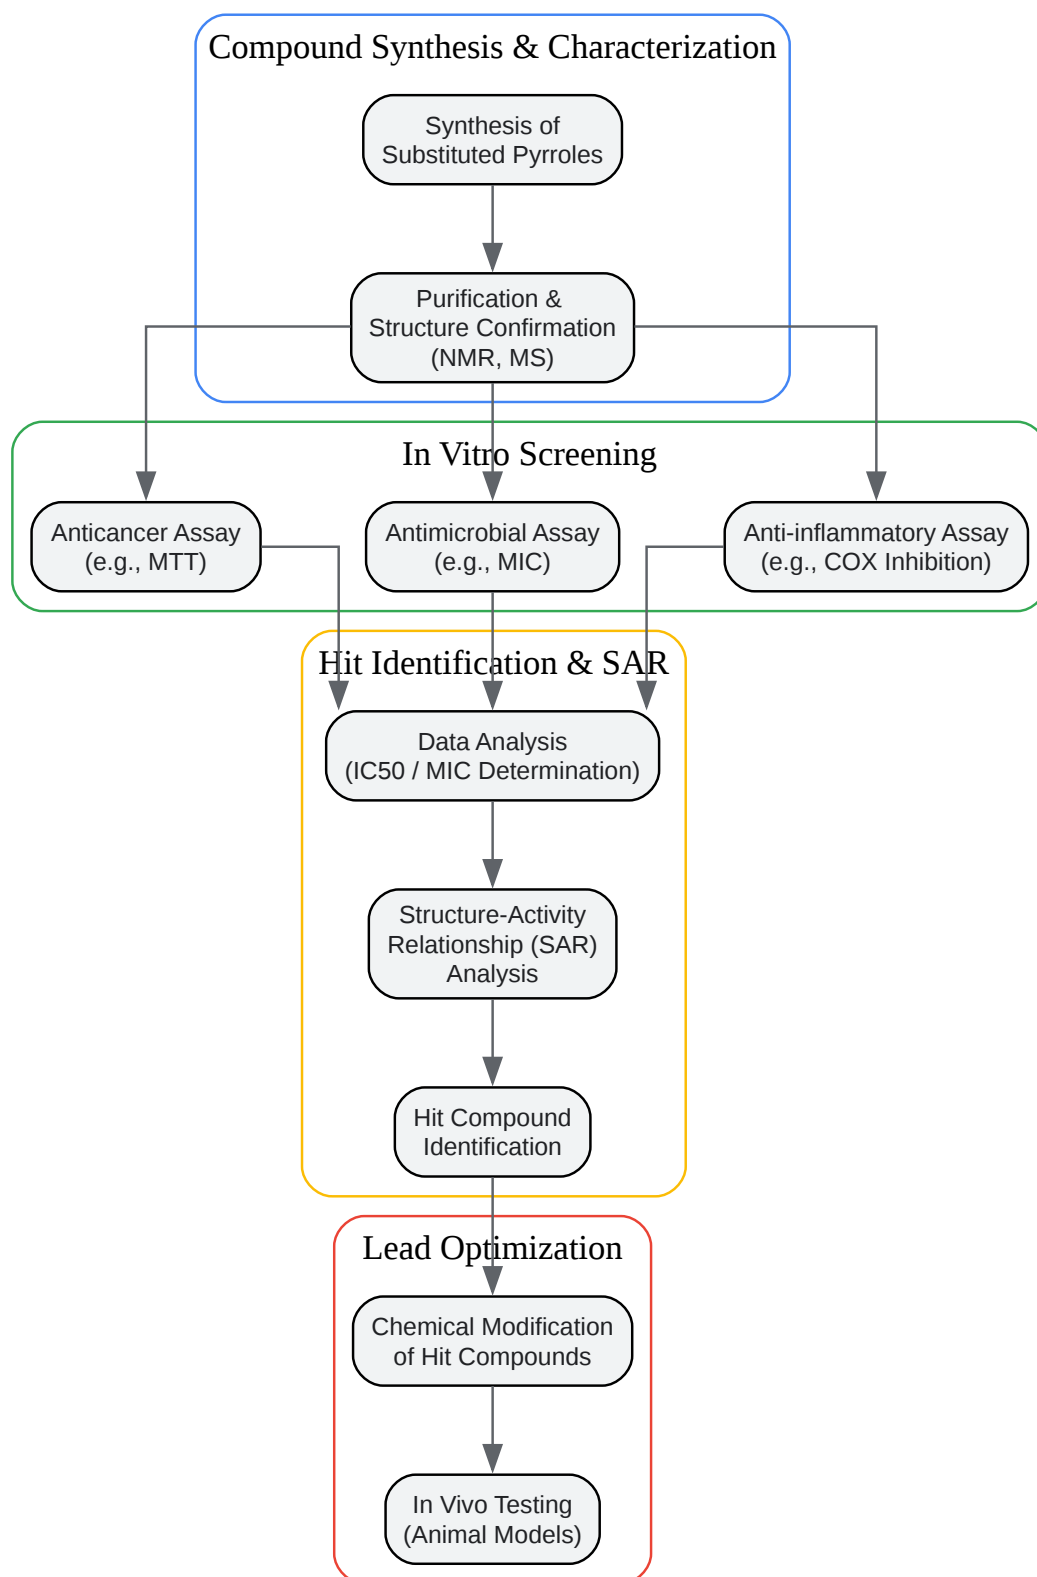 Compound Synthesis & Characterization
Synthesis of
Substituted Pyrroles
Purification &
Structure Confirmation
(NMR, MS)
In Vitro Screening
Anticancer Assay
(e.g., MTT)
Antimicrobial Assay
(e.g., MIC)
Anti-inflammatory Assay
(e.g., COX Inhibition)
Hit Identification & SAR
Data Analysis
(IC50 / MIC Determination)
Structure-Activity
Relationship (SAR)
Analysis
Hit Compound
Identification
Lead Optimization
Chemical Modification
of Hit Compounds
In Vivo Testing
(Animal Models)